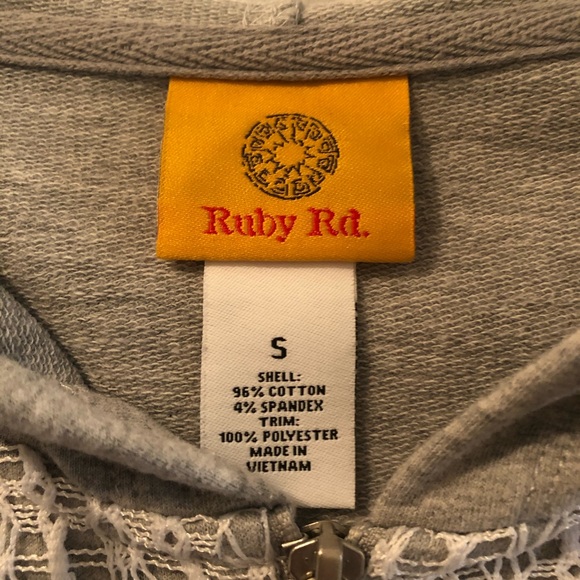 Ruby Rd.
S
SHELL:
96% COTTON
4% SPANDEX
TRIM:
100% POLYESTER
MADE IN
VIETNAM